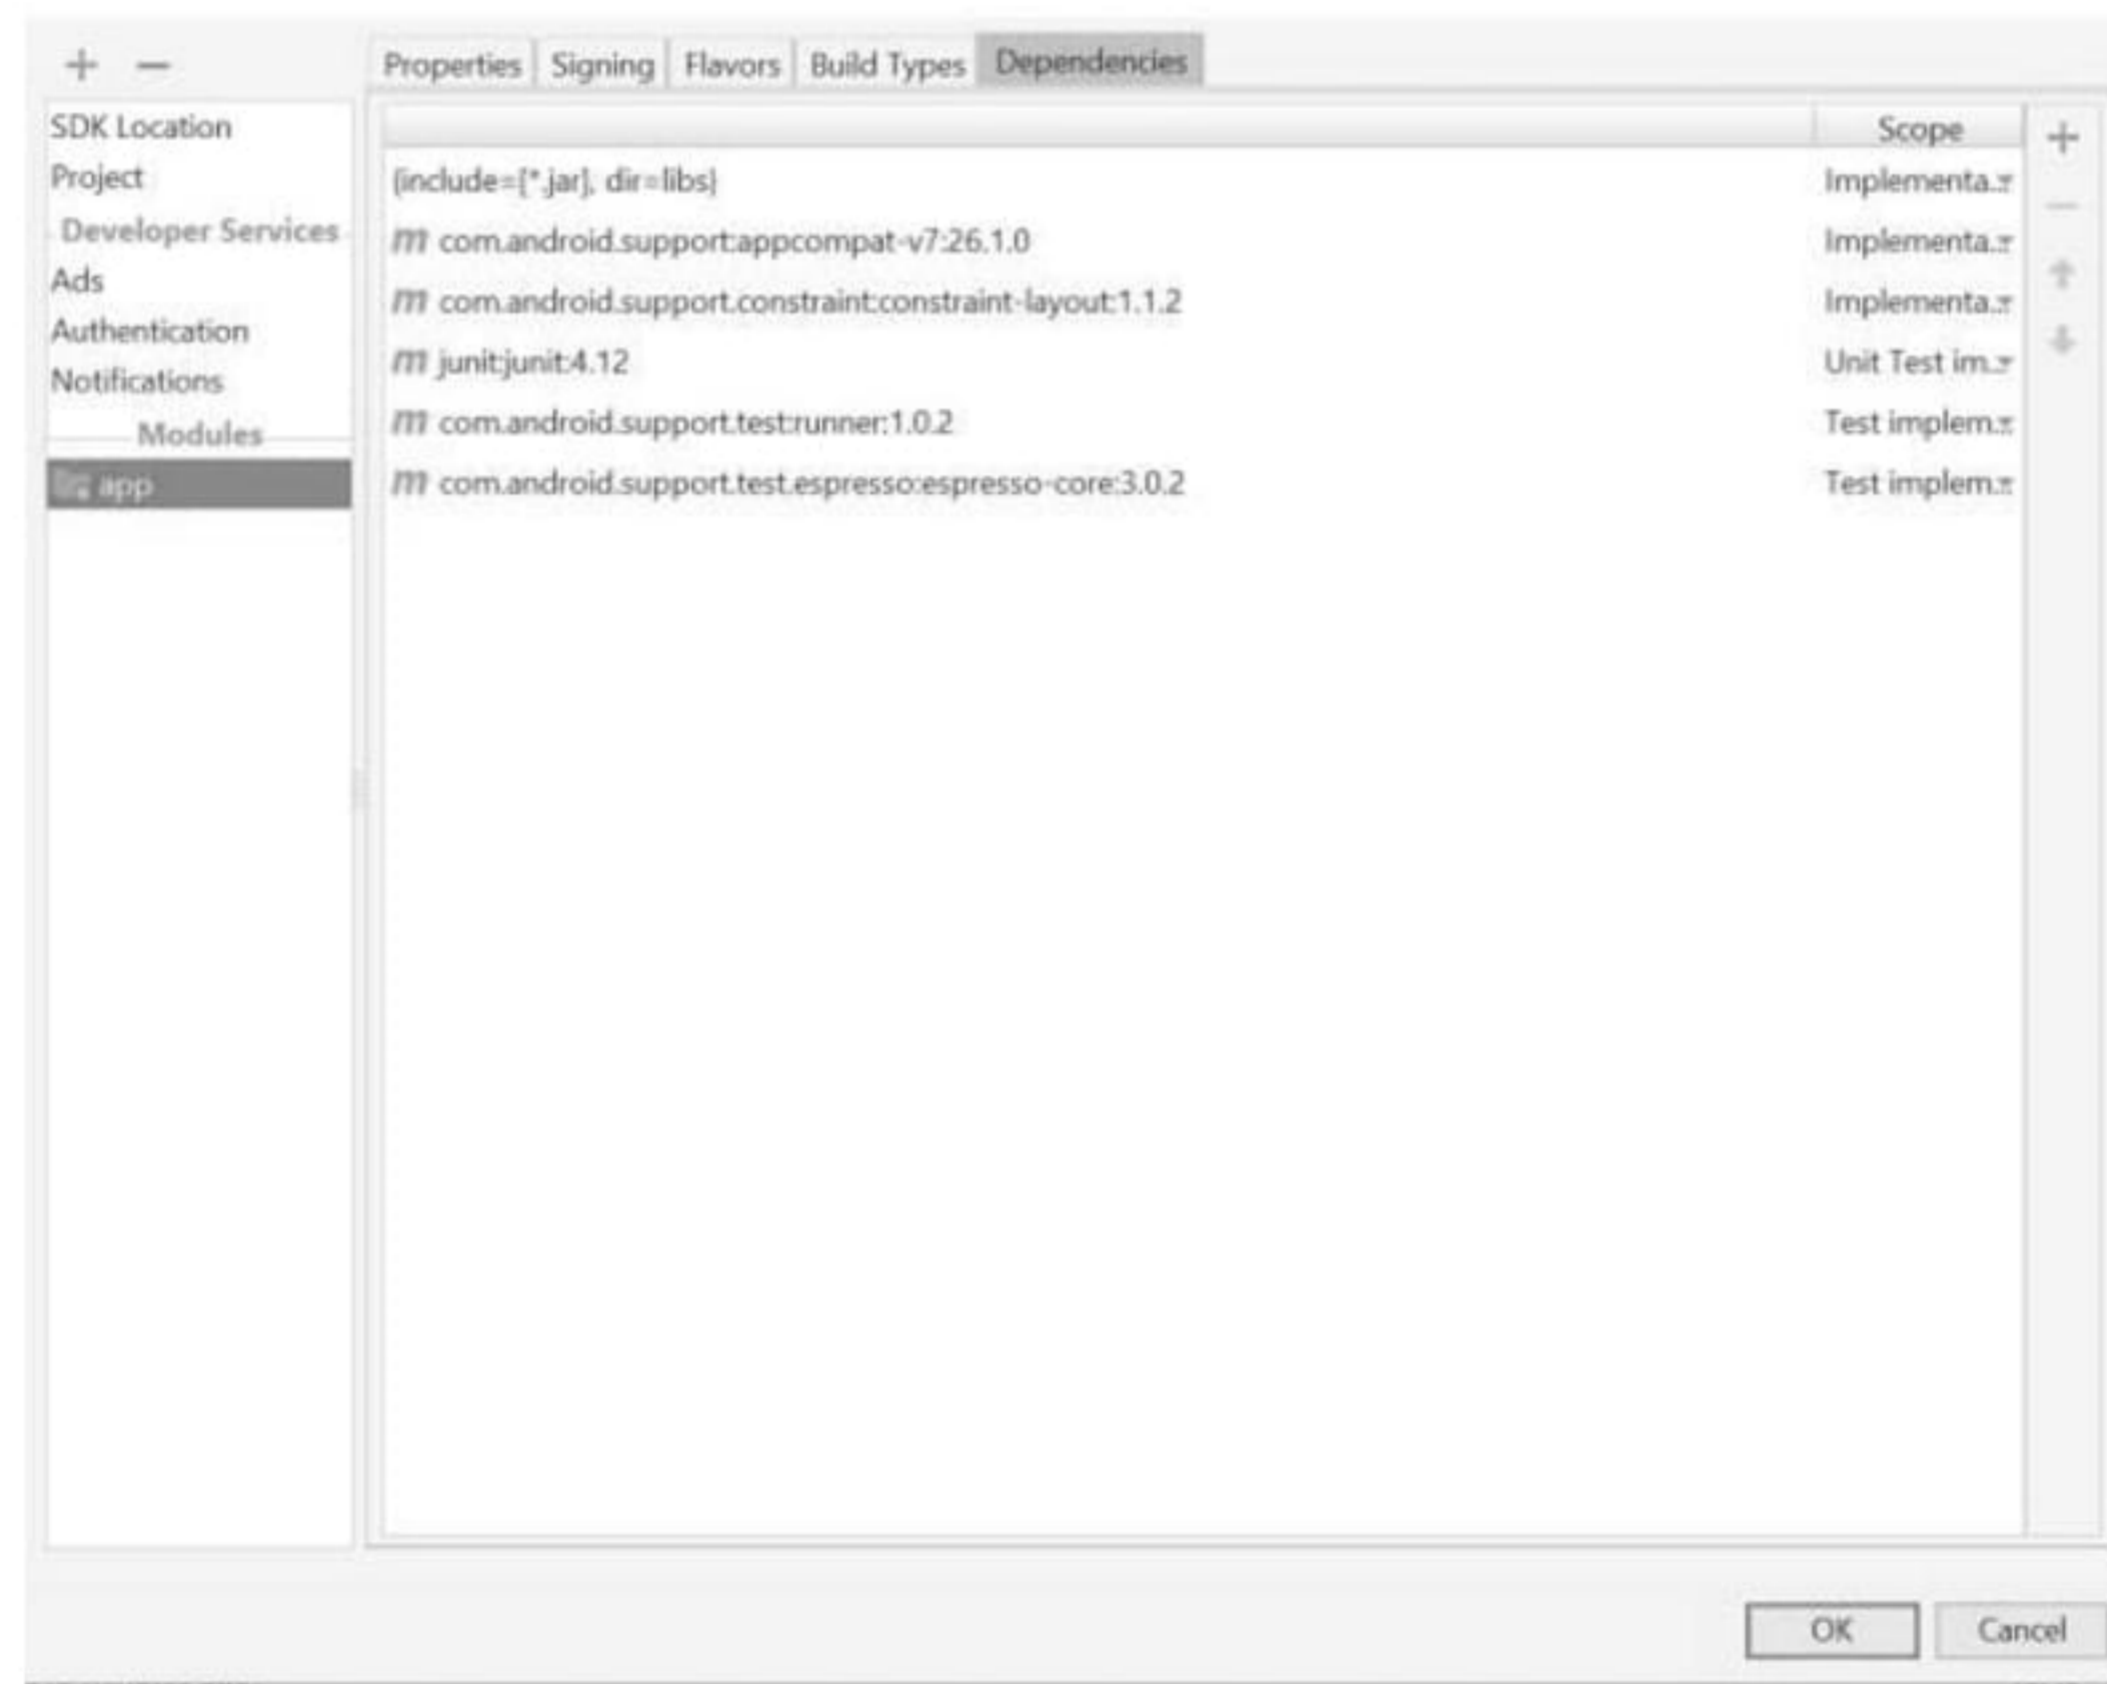 Properties Signing Flavors Build Types Dependencies
SDK Location
Project
Developer Services
Ads
Authentication
Notifications
Modules
app
Scope
{include=[*.jar], dir=libs} Implementa...
m com.android.support:appcompat-v7:26.1.0 Implementa...
m com.android.support.constraint:constraint-layout:1.1.2 Implementa...
m junit:junit:4.12 Unit Test im...
m com.android.support.test:runner:1.0.2 Test implem...
m com.android.support.test.espresso:espresso-core:3.0.2 Test implem...
OK Cancel